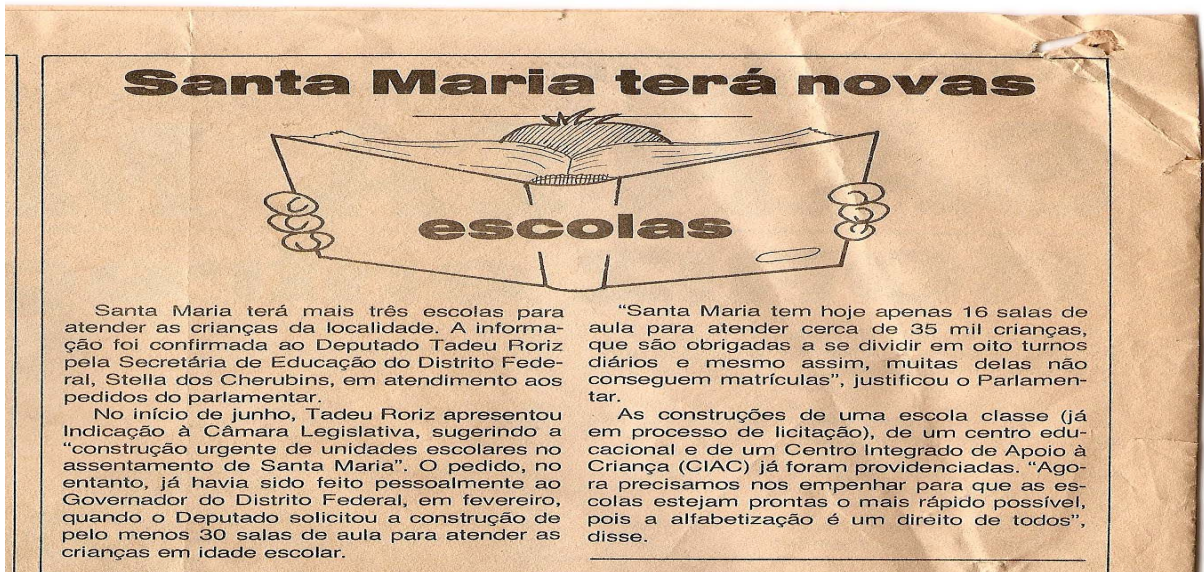 Santa Maria terá novas
escolas
Santa Maria terá mais três escolas para
atender as crianças da localidade. A informa-
ção foi confirmada ao Deputado Tadeu Roriz
pela Secretária de Educação do Distrito Fede-
ral, Stella dos Cherubins, em atendimento aos
pedidos do parlamentar.
No início de junho, Tadeu Roriz apresentou
Indicação à Câmara Legislativa, sugerindo a
“construção urgente de unidades escolares no
assentamento de Santa Maria”. O pedido, no
entanto, já havia sido feito pessoalmente ao
Governador do Distrito Federal, em fevereiro,
quando o Deputado solicitou a construção de
pelo menos 30 salas de aula para atender as
crianças em idade escolar.
“Santa Maria tem hoje apenas 16 salas de
aula para atender cerca de 35 mil crianças,
que são obrigadas a se dividir em oito turnos
diários e mesmo assim, muitas delas não
conseguem matrículas”, justificou o Parlamen-
tar.
As construções de uma escola classe (já
em processo de licitação), de um centro edu-
cacional e de um Centro Integrado de Apoio à
Criança (CIAC) já foram providenciadas. “Ago-
ra precisamos nos empenhar para que as es-
colas estejam prontas o mais rápido possível,
pois a alfabetização é um direito de todos”,
disse.